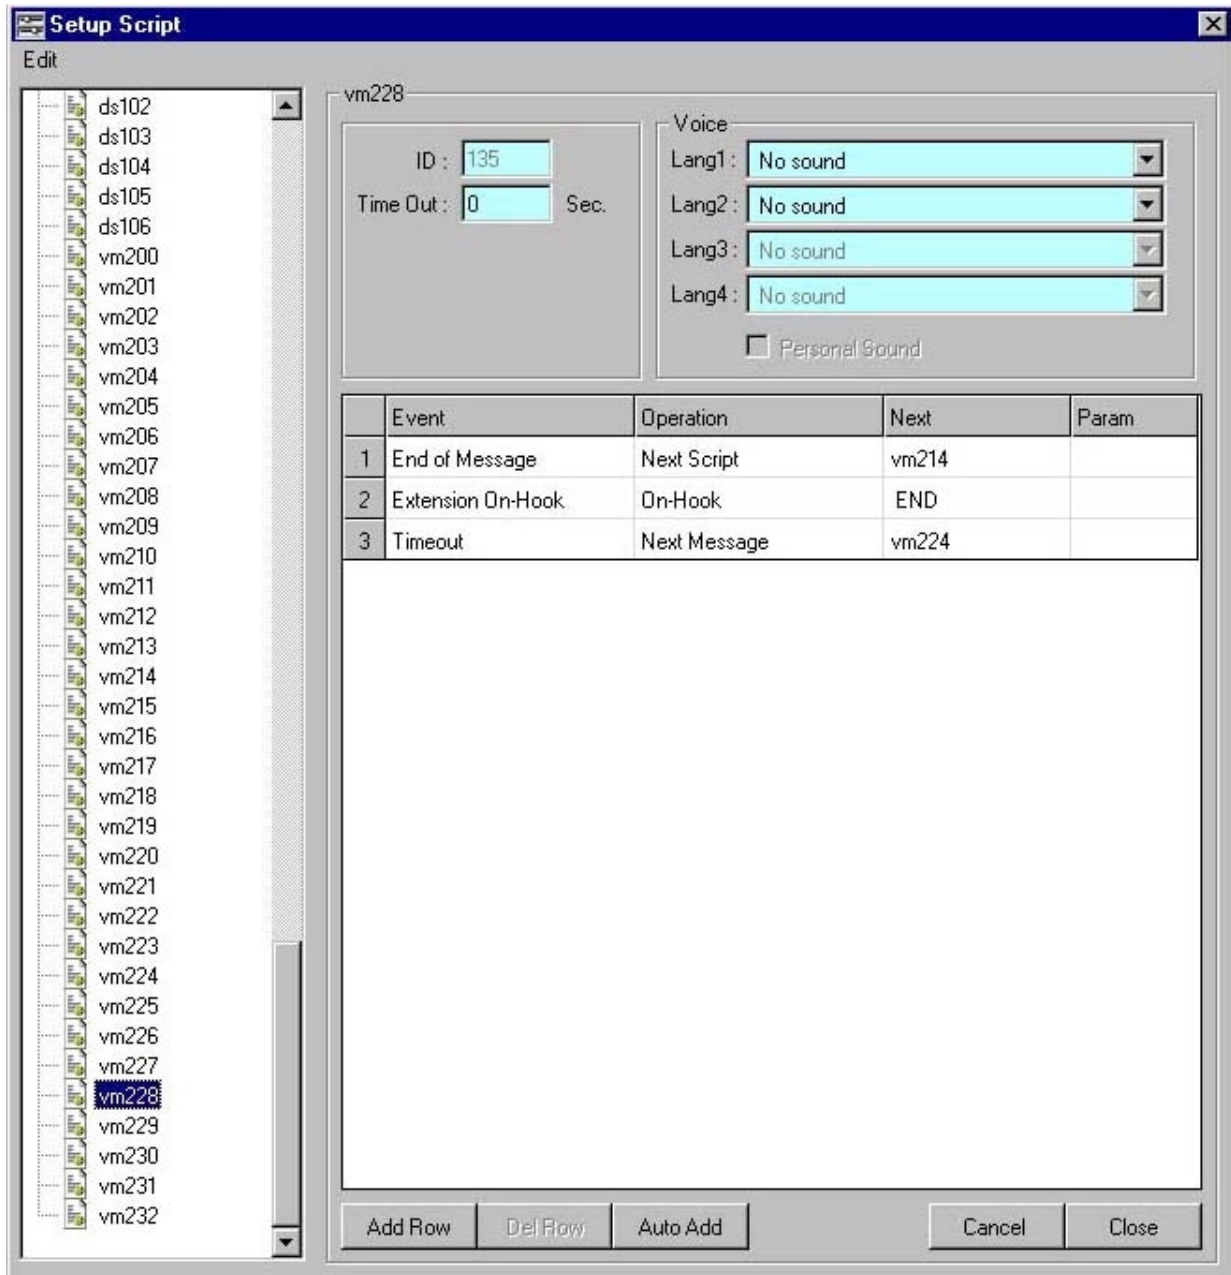 Setup Script
Edit
ds102
ds103
ds104
ds105
ds106
vm200
vm201
vm202
vm203
vm204
vm205
vm206
vm207
vm208
vm209
vm210
vm211
vm212
vm213
vm214
vm215
vm216
vm217
vm218
vm219
vm220
vm221
vm222
vm223
vm224
vm225
vm226
vm227
vm228
vm229
vm230
vm231
vm232
vm228
ID : 135
Time Out : 0 Sec.
Voice
Lang1 : No sound
Lang2 : No sound
Lang3 : No sound
Lang4 : No sound
Personal Sound
Event Operation Next Param
1 End of Message Next Script vm214
2 Extension On-Hook On-Hook END
3 Timeout Next Message vm224
Add Row Del Row Auto Add Cancel Close